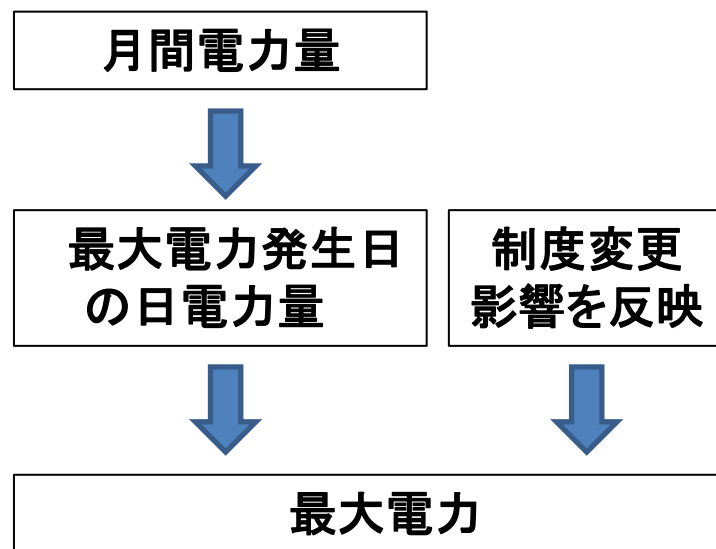 月間電力量
最大電力発生日
の日電力量
制度変更
影響を反映
最大電力